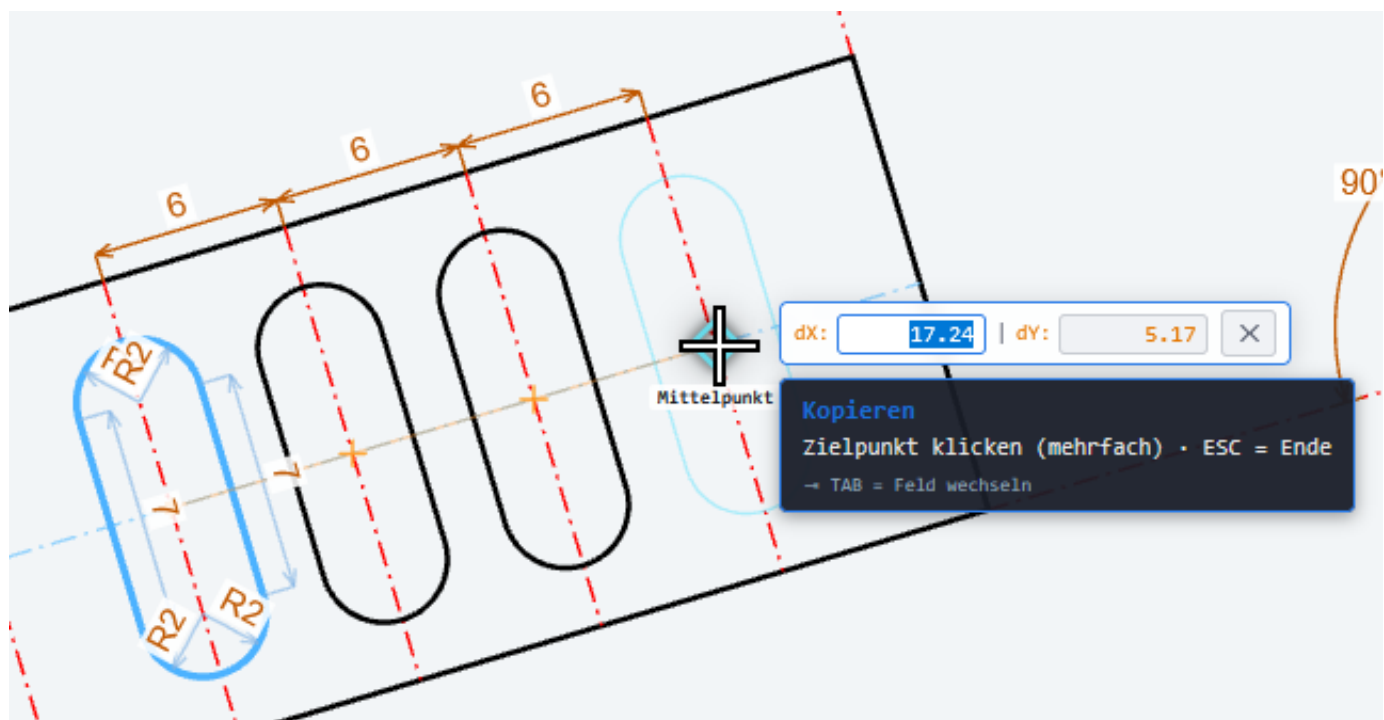 6
6
6
90°
dX: 17.24 | dY: 5.17 ×
Mittelpunkt
Kopieren
Zielpunkt klicken (mehrfach) · ESC = Ende
⊸ TAB = Feld wechseln
R2
7
7
R2
R2